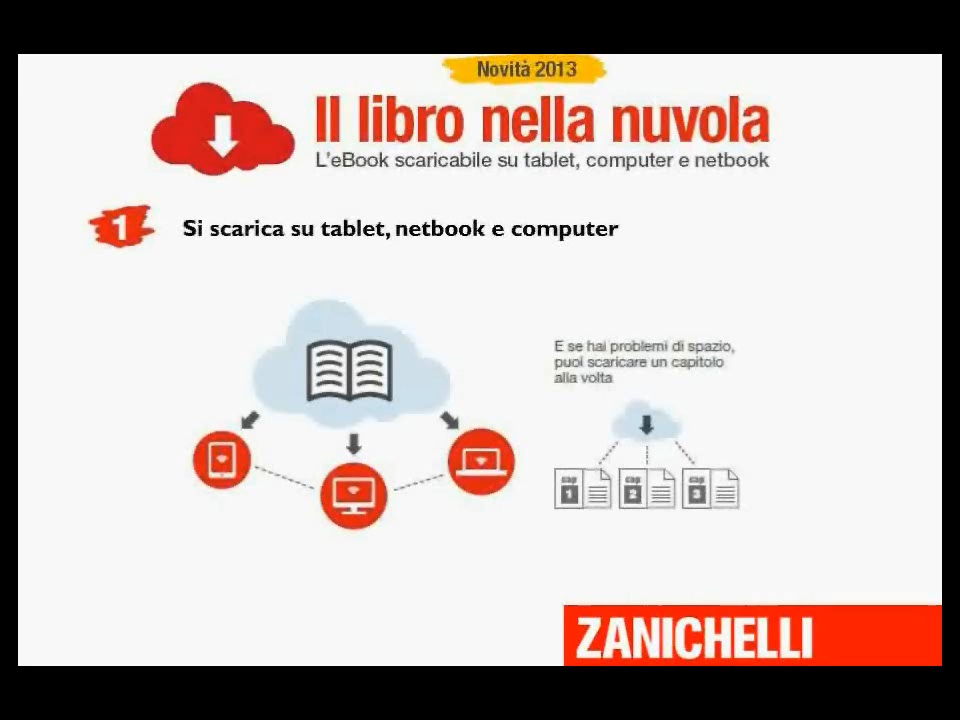 Novità 2013
Il libro nella nuvola
L'eBook scaricabile su tablet, computer e netbook
1 Si scarica su tablet, netbook e computer
E se hai problemi di spazio,
puoi scaricare un capitolo
alla volta
cap cap cap
1 2 3
ZANICHELLI